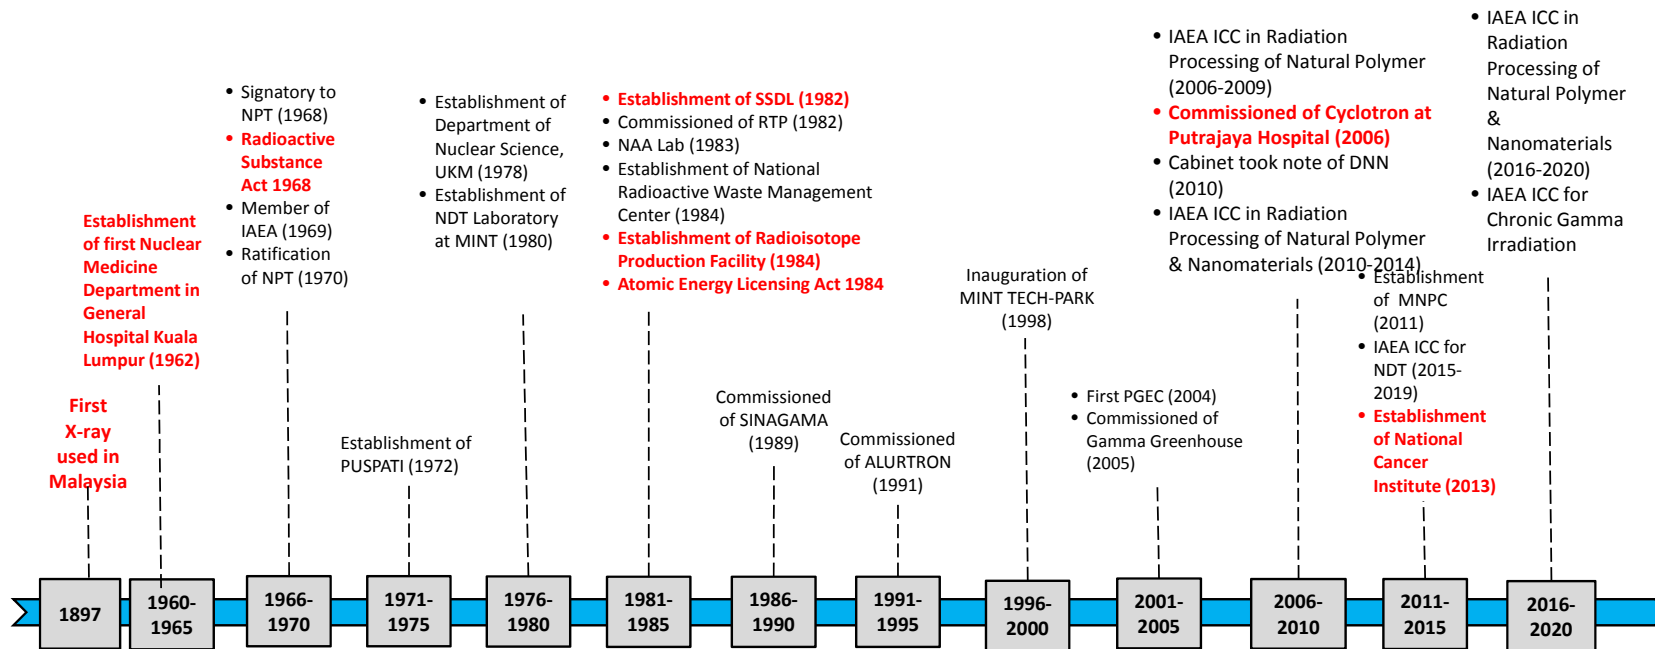 First
X-ray
used in
Malaysia
Establishment
of first Nuclear
Medicine
Department in
General
Hospital Kuala
Lumpur (1962)
• Signatory to
NPT (1968)
• Radioactive
Substance
Act 1968
• Member of
IAEA (1969)
• Ratification
of NPT (1970)
Establishment of
PUSPATI (1972)
• Establishment of
Department of
Nuclear Science,
UKM (1978)
• Establishment of
NDT Laboratory
at MINT (1980)
• Establishment of SSDL (1982)
• Commissioned of RTP (1982)
• NAA Lab (1983)
• Establishment of National
Radioactive Waste Management
Center (1984)
• Establishment of Radioisotope
Production Facility (1984)
• Atomic Energy Licensing Act 1984
Commissioned
of SINAGAMA
(1989)
Commissioned
of ALURTRON
(1991)
Inauguration of
MINT TECH-PARK
(1998)
• First PGEC (2004)
• Commissioned of
Gamma Greenhouse
(2005)
• IAEA ICC in Radiation
Processing of Natural Polymer
(2006-2009)
• Commissioned of Cyclotron at
Putrajaya Hospital (2006)
• Cabinet took note of DNN
(2010)
• IAEA ICC in Radiation
Processing of Natural Polymer
& Nanomaterials (2010-2014)
• Establishment
of MNPC
(2011)
• IAEA ICC for
NDT (2015-
2019)
• Establishment
of National
Cancer
Institute (2013)
• IAEA ICC in
Radiation
Processing of
Natural Polymer
&
Nanomaterials
(2016-2020)
• IAEA ICC for
Chronic Gamma
Irradiation
1897
1960-
1965
1966-
1970
1971-
1975
1976-
1980
1981-
1985
1986-
1990
1991-
1995
1996-
2000
2001-
2005
2006-
2010
2011-
2015
2016-
2020